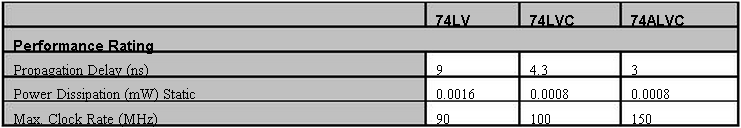 74LV 74LVC 74ALVC
Performance Rating
Propagation Delay (ns) 9 4.3 3
Power Dissipation (mW) Static 0.0016 0.0008 0.0008
Max. Clock Rate (MHz) 90 100 150